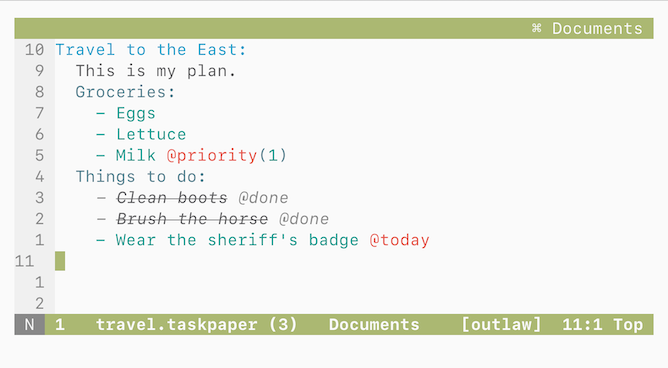 ⌘ Documents
10 Travel to the East:
9 This is my plan.
8 Groceries:
7 - Eggs
6 - Lettuce
5 - Milk @priority(1)
4 Things to do:
3 - Clean boots @done
2 - Brush the horse @done
1 - Wear the sheriff's badge @today
11
1
2
N 1 travel.taskpaper (3) Documents [outlaw] 11:1 Top